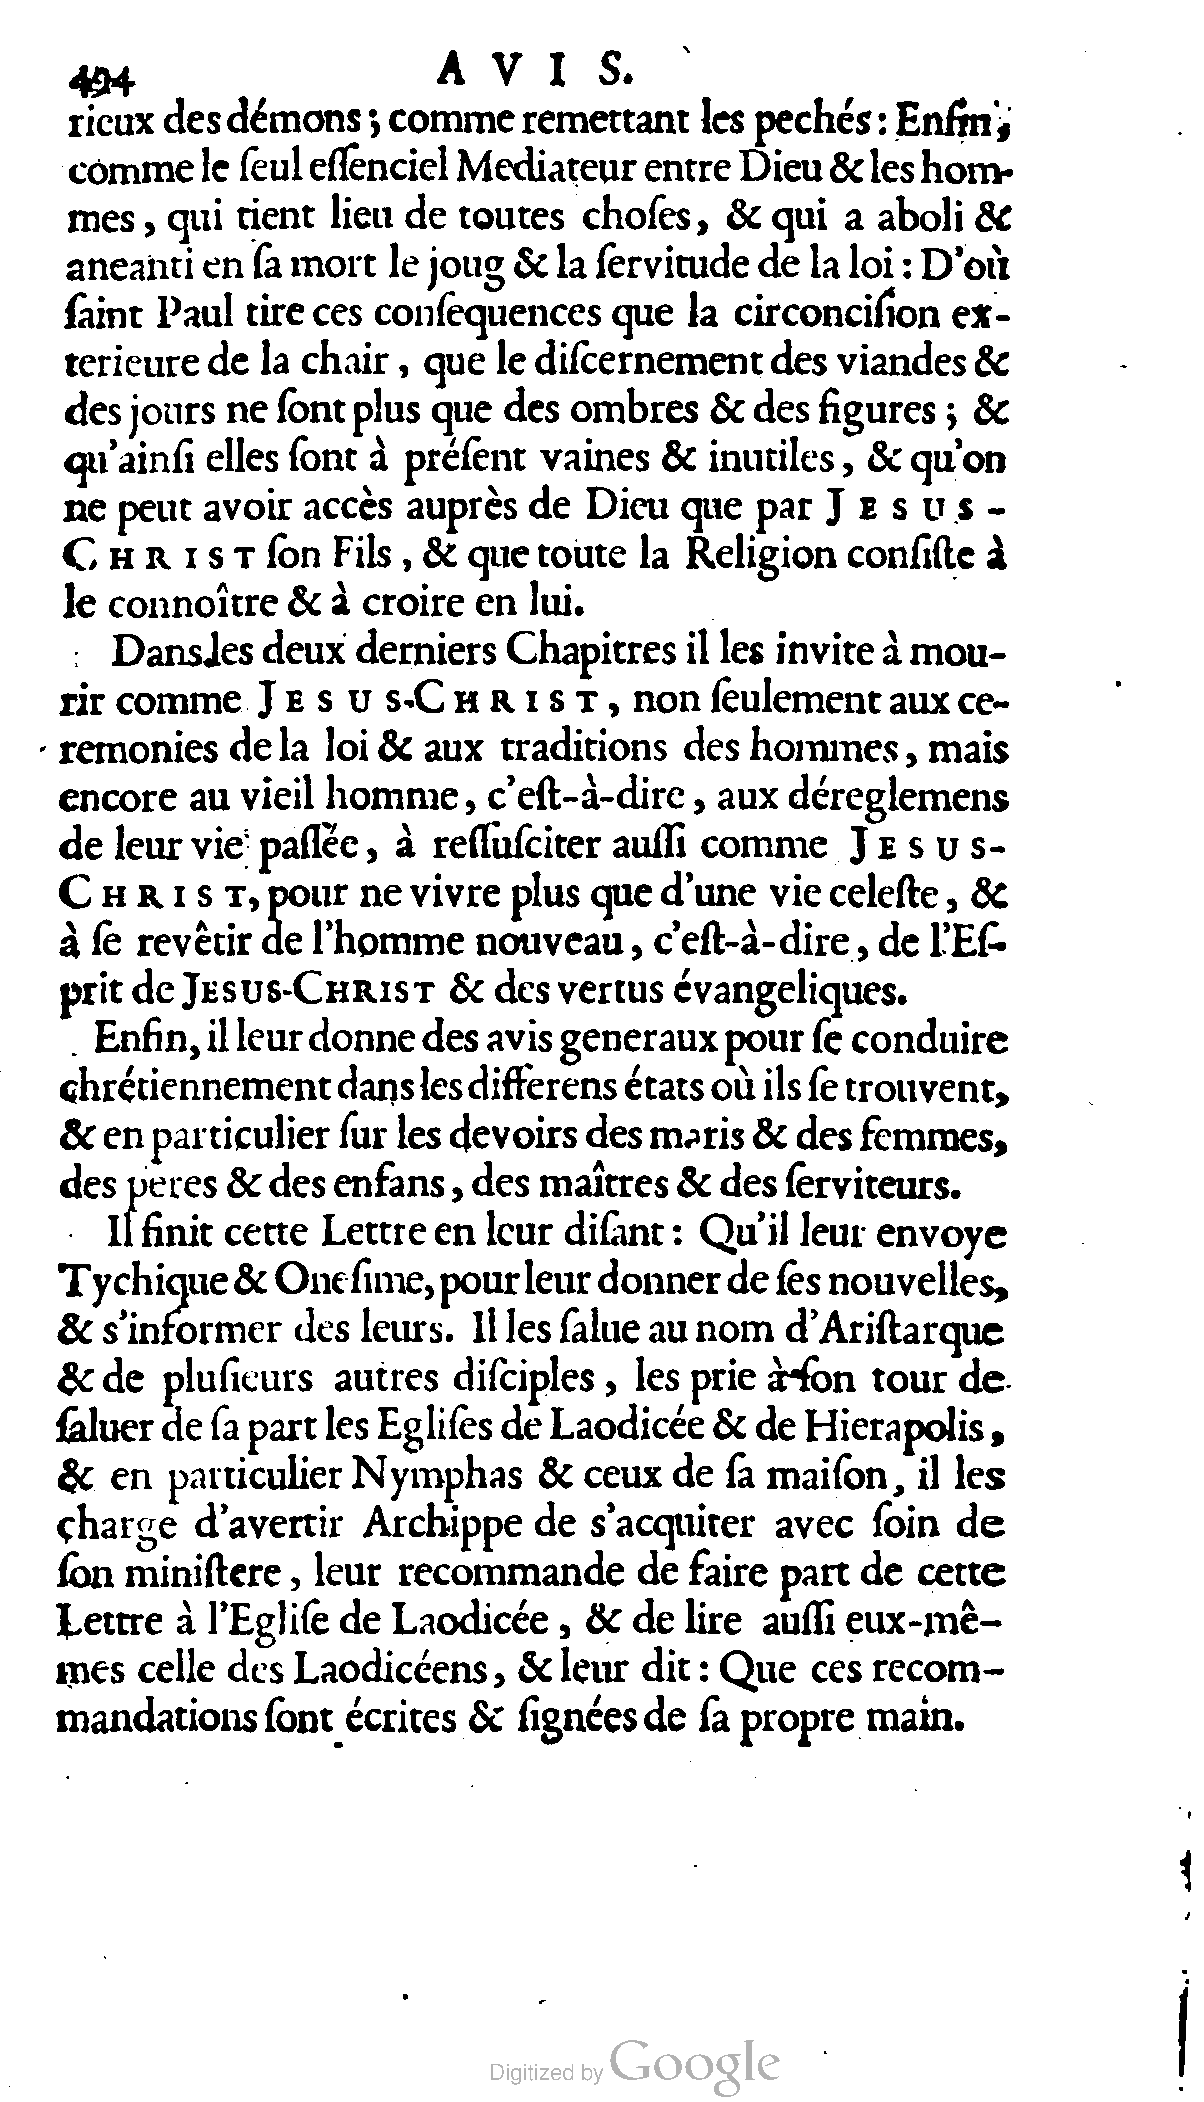 494 AVIS.
rieux des démons ; comme remettant les pechés : Enfin,
comme le ſeul eſſenciel Mediateur entre Dieu & les hom-
mes, qui tient lieu de toutes choſes, & qui a aboli &
aneanti en ſa mort le joug & la ſervitude de la loi : D'où
ſaint Paul tire ces conſequences que la circonciſion ex-
terieure de la chair, que le diſcernement des viandes &
des jours ne ſont plus que des ombres & des figures ; &
qu'ainſi elles ſont à préſent vaines & inutiles, & qu'on
ne peut avoir accès auprès de Dieu que par JESUS-
CHRIST ſon Fils, & que toute la Religion conſiſte à
le connoître & à croire en lui.
Dans les deux derniers Chapitres il les invite à mou-
rir comme JESUS-CHRIST, non ſeulement aux ce-
remonies de la loi & aux traditions des hommes, mais
encore au vieil homme, c'eſt-à-dire, aux déreglemens
de leur vie paſſée, à reſſuſciter auſſi comme JESUS-
CHRIST, pour ne vivre plus que d'une vie celeſte, &
à ſe revêtir de l'homme nouveau, c'eſt-à-dire, de l'Eſ-
prit de JESUS-CHRIST & des vertus évangeliques.
Enfin, il leur donne des avis generaux pour ſe conduire
chrétiennement dans les differens états où ils ſe trouvent,
& en particulier ſur les devoirs des maris & des femmes,
des peres & des enfans, des maîtres & des ſerviteurs.
Il finit cette Lettre en leur diſant : Qu'il leur envoye
Tychique & Oneſime, pour leur donner de ſes nouvelles,
& s'informer des leurs. Il les ſalue au nom d'Ariſtarque
& de pluſieurs autres diſciples, les prie à ſon tour de
ſaluer de ſa part les Egliſes de Laodicée & de Hierapolis,
& en particulier Nymphas & ceux de ſa maiſon, il les
charge d'avertir Archippe de s'acquiter avec ſoin de
ſon miniſtere, leur recommande de faire part de cette
Lettre à l'Egliſe de Laodicée, & de lire auſſi eux-mê-
mes celle des Laodicéens, & leur dit : Que ces recom-
mandations ſont écrites & ſignées de ſa propre main.
Digitized by Google